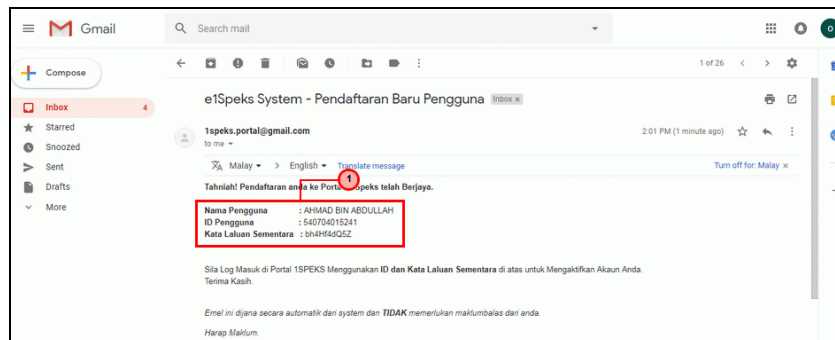 Gmail
Search mail
Compose
1 of 26
Inbox 4
Starred
Snoozed
Sent
Drafts
More
e1Speks System - Pendaftaran Baru Pengguna Inbox x
1speks.portal@gmail.com 2:01 PM (1 minute ago)
to me
Malay > English Translate message Turn off for: Malay x
1
Tahniah! Pendaftaran anda ke Portal Speks telah Berjaya.
Nama Pengguna : AHMAD BIN ABDULLAH
ID Pengguna : 540704015241
Kata Laluan Sementara : bh4Hf4dQ5Z
Sila Log Masuk di Portal 1SPEKS Menggunakan ID dan Kata Laluan Sementara di atas untuk Mengaktifkan Akaun Anda.
Terima Kasih.
Emel ini dijana secara automatik dari system dan TIDAK memerlukan maklumbalas dari anda.
Harap Maklum.